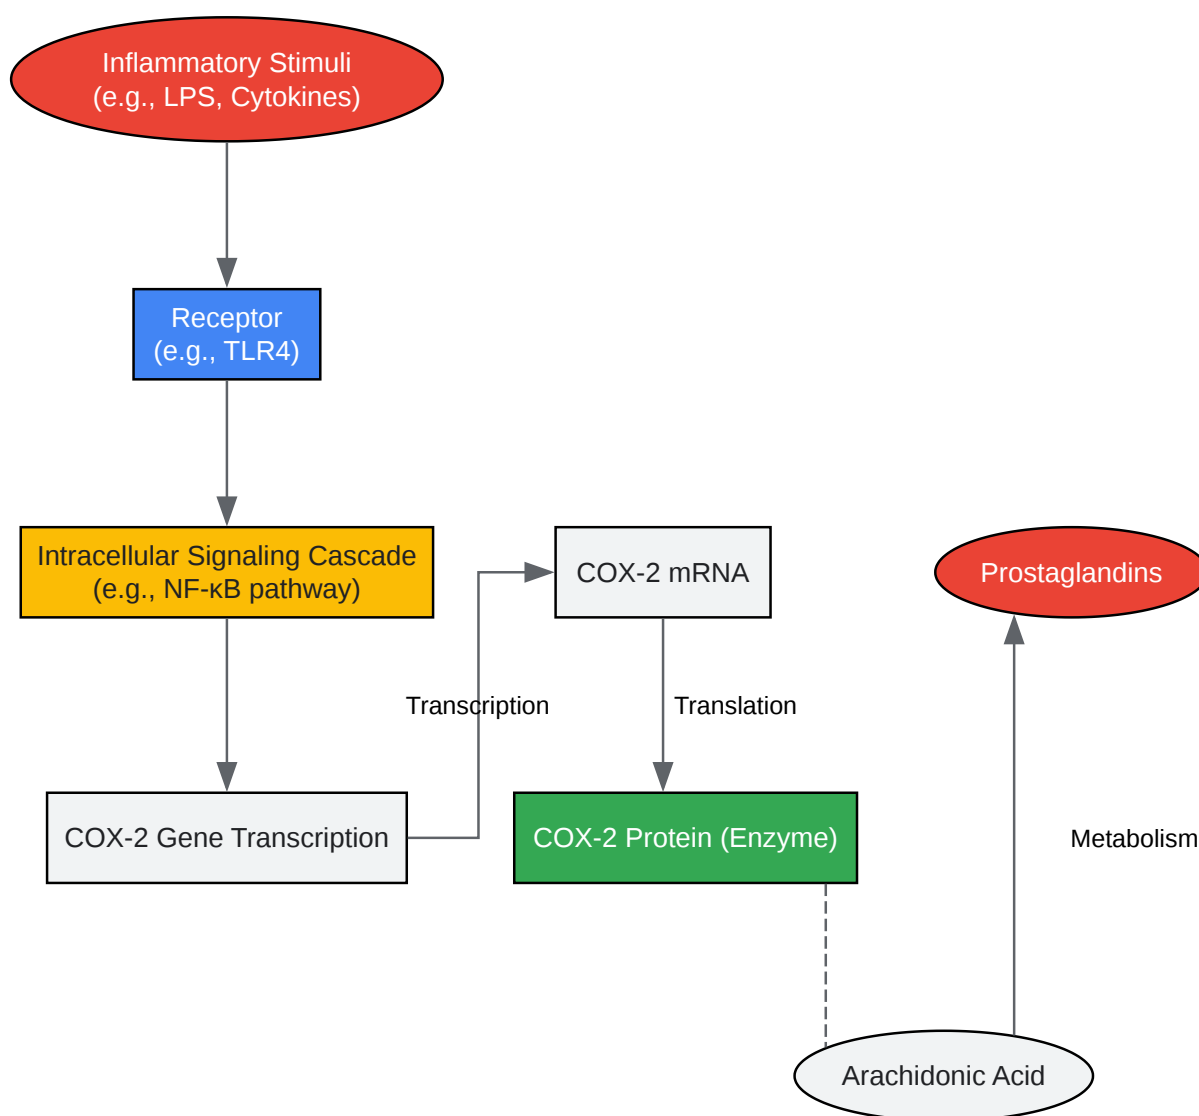 Inflammatory Stimuli
(e.g., LPS, Cytokines)
Receptor
(e.g., TLR4)
Intracellular Signaling Cascade
(e.g., NF-κB pathway)
COX-2 mRNA
Prostaglandins
Transcription
Translation
COX-2 Gene Transcription
COX-2 Protein (Enzyme)
Metabolism
Arachidonic Acid